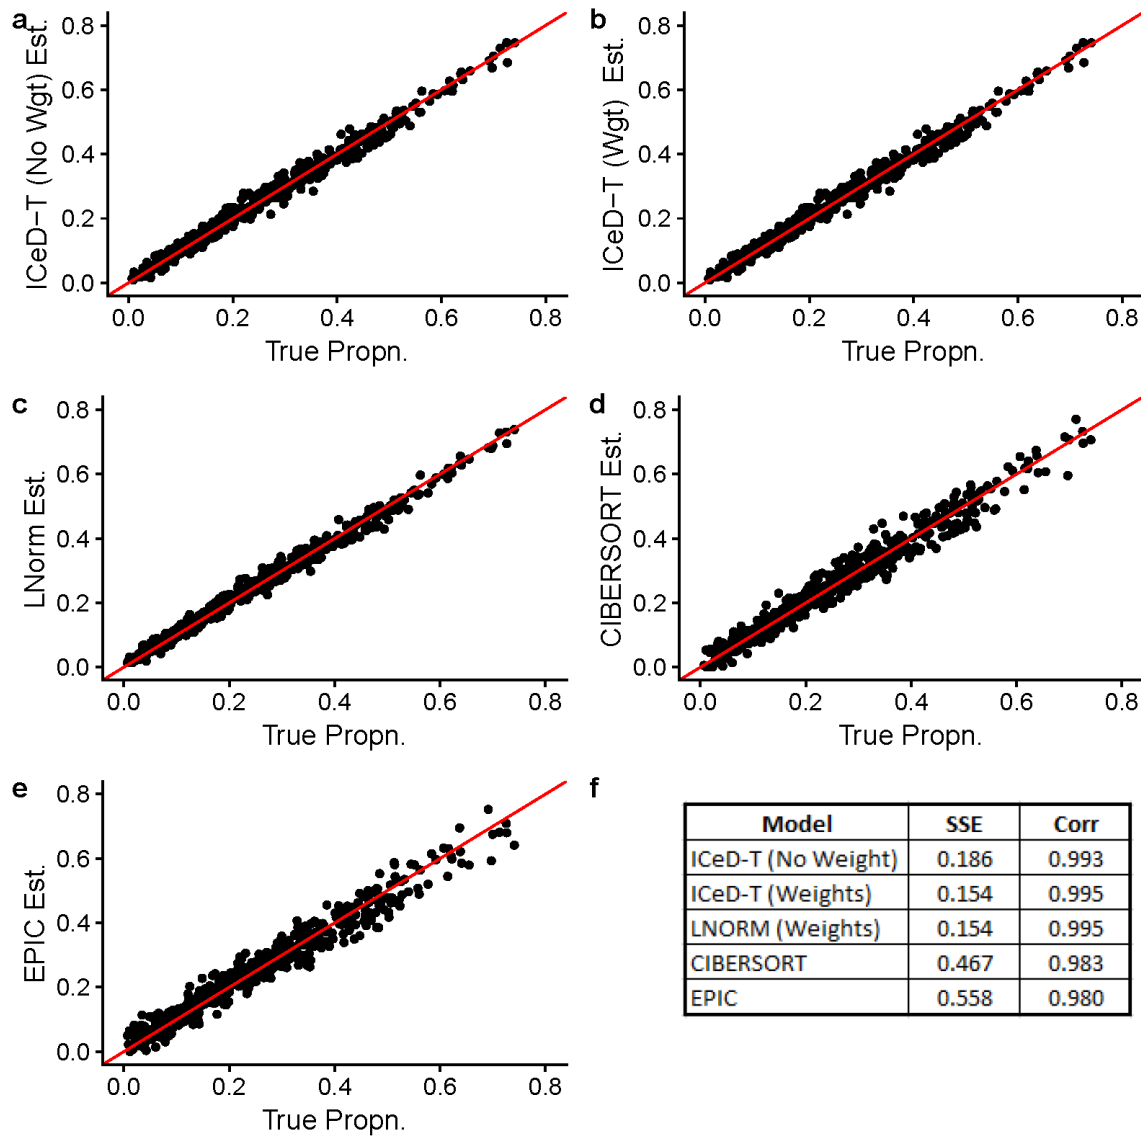 a
0.8
0.6
0.4
0.2
0.0
ICeD−T (No Wgt) Est.
0.0 0.2 0.4 0.6 0.8
True Propn.
b
0.8
0.6
0.4
0.2
0.0
ICeD−T (Wgt) Est.
0.0 0.2 0.4 0.6 0.8
True Propn.
c
0.8
0.6
0.4
0.2
0.0
LNorm Est.
0.0 0.2 0.4 0.6 0.8
True Propn.
d
0.8
0.6
0.4
0.2
0.0
CIBERSORT Est.
0.0 0.2 0.4 0.6 0.8
True Propn.
e
0.8
0.6
0.4
0.2
0.0
EPIC Est.
0.0 0.2 0.4 0.6 0.8
True Propn.
f
Model SSE Corr
ICeD-T (No Weight) 0.186 0.993
ICeD-T (Weights) 0.154 0.995
LNORM (Weights) 0.154 0.995
CIBERSORT 0.467 0.983
EPIC 0.558 0.980